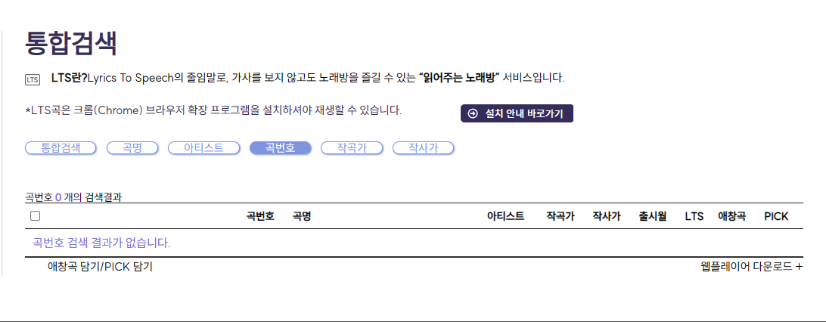 통합검색
LTS LTS란?Lyrics To Speech의 줄임말로, 가사를 보지 않고도 노래방을 즐길 수 있는 "읽어주는 노래방" 서비스입니다.
*LTS곡은 크롬(Chrome) 브라우저 확장 프로그램을 설치하셔야 재생할 수 있습니다. 설치 안내 바로가기
통합검색 곡명 아티스트 곡번호 작곡가 작사가
곡번호 0 개의 검색결과
곡번호 곡명 아티스트 작곡가 작사가 출시월 LTS 애창곡 PICK
곡번호 검색 결과가 없습니다.
애창곡 담기/PICK 담기 웹플레이어 다운로드 +